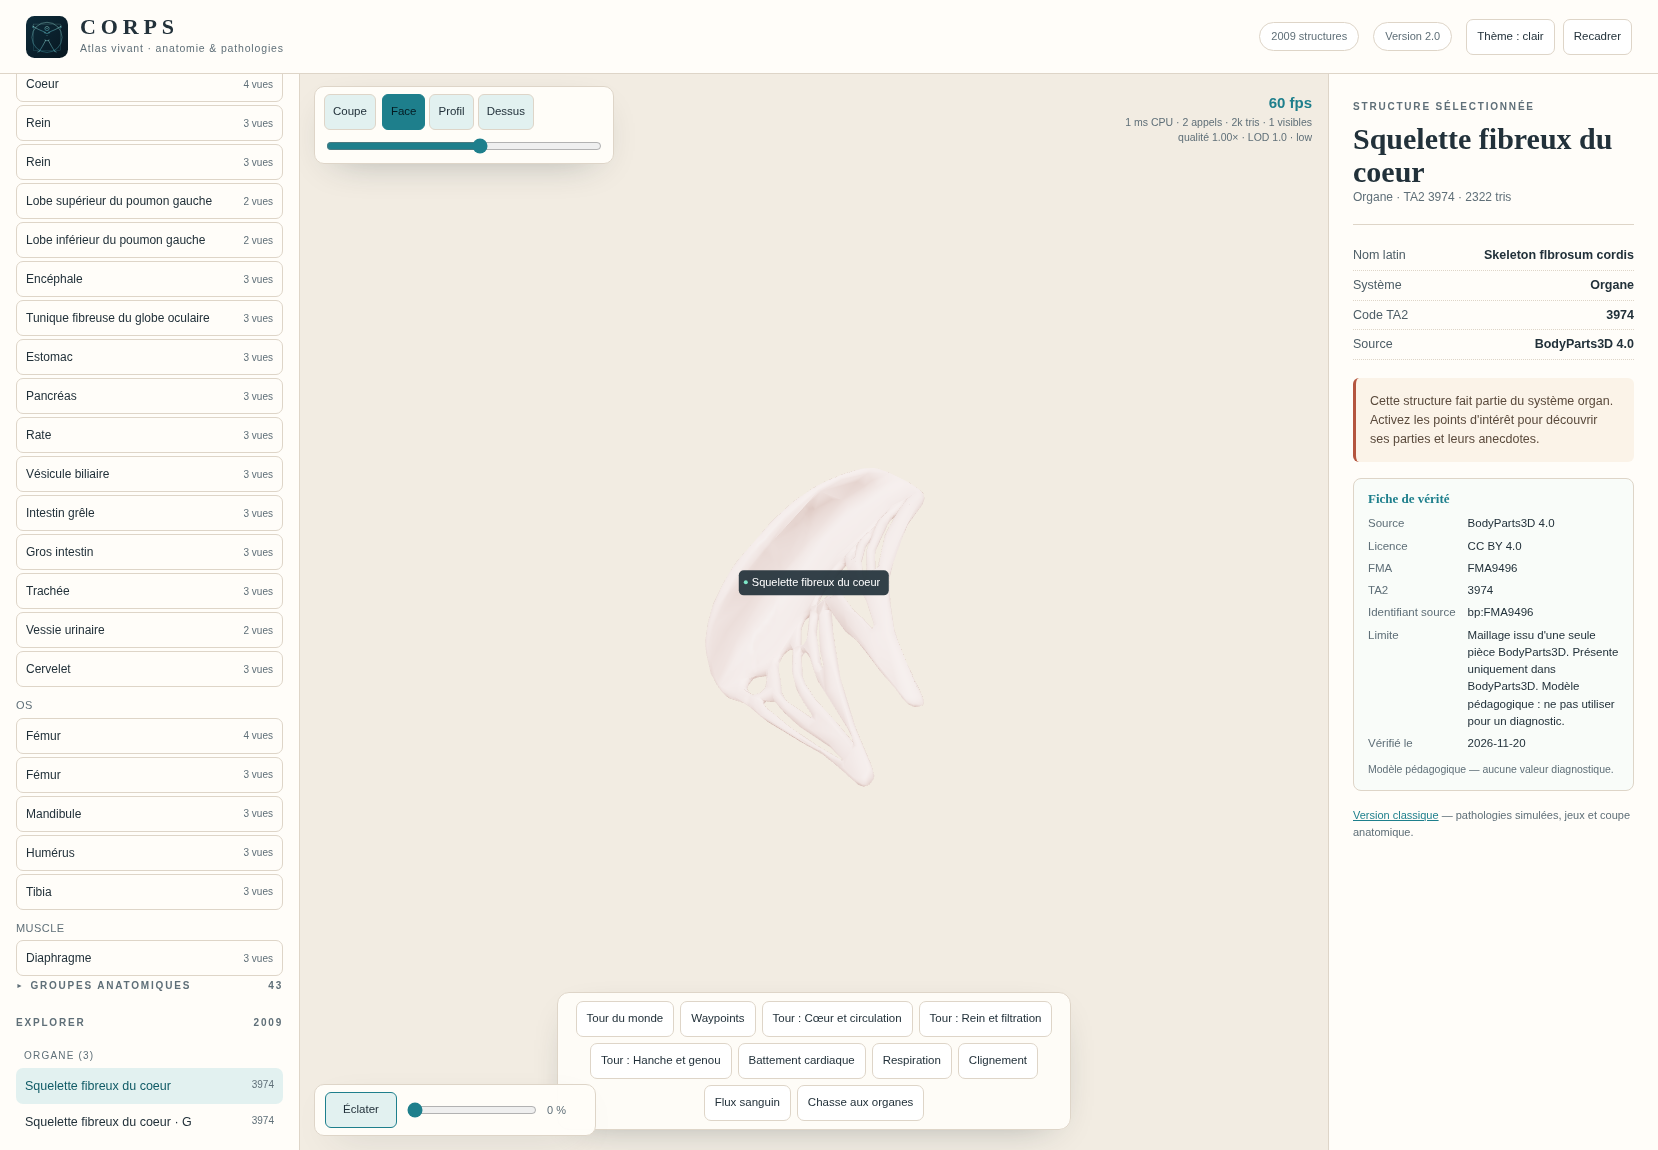 CORPS
Atlas vivant · anatomie & pathologies
2009 structures
Version 2.0
Thème : clair
Recadrer
Coeur 4 vues
Rein 3 vues
Rein 3 vues
Lobe supérieur du poumon gauche 2 vues
Lobe inférieur du poumon gauche 2 vues
Encéphale 3 vues
Tunique fibreuse du globe oculaire 3 vues
Estomac 3 vues
Pancréas 3 vues
Rate 3 vues
Vésicule biliaire 3 vues
Intestin grêle 3 vues
Gros intestin 3 vues
Trachée 3 vues
Vessie urinaire 2 vues
Cervelet 3 vues
OS
Fémur 4 vues
Fémur 3 vues
Mandibule 3 vues
Humérus 3 vues
Tibia 3 vues
MUSCLE
Diaphragme 3 vues
▸ GROUPES ANATOMIQUES 43
EXPLORER 2009
ORGANE (3)
Squelette fibreux du coeur 3974
Squelette fibreux du coeur · G 3974
Coupe Face Profil Dessus
60 fps
1 ms CPU · 2 appels · 2k tris · 1 visibles
qualité 1.00× · LOD 1.0 · low
Squelette fibreux du coeur
Tour du monde Waypoints Tour : Cœur et circulation Tour : Rein et filtration
Tour : Hanche et genou Battement cardiaque Respiration Clignement
Flux sanguin Chasse aux organes
Éclater 0 %
STRUCTURE SÉLECTIONNÉE
Squelette fibreux du
coeur
Organe · TA2 3974 · 2322 tris
Nom latin Skeleton fIbrosum cordis
Système Organe
Code TA2 3974
Source BodyParts3D 4.0
Cette structure fait partie du système organ.
Activez les points d'intérêt pour découvrir
ses parties et leurs anecdotes.
Fiche de vérité
Source BodyParts3D 4.0
Licence CC BY 4.0
FMA FMA9496
TA2 3974
Identifiant source bp:FMA9496
Limite Maillage issu d'une seule
pièce BodyParts3D. Présente
uniquement dans
BodyParts3D. Modèle
pédagogique : ne pas utiliser
pour un diagnostic.
Vérifié le 2026-11-20
Modèle pédagogique — aucune valeur diagnostique.
Version classique — pathologies simulées, jeux et coupe
anatomique.